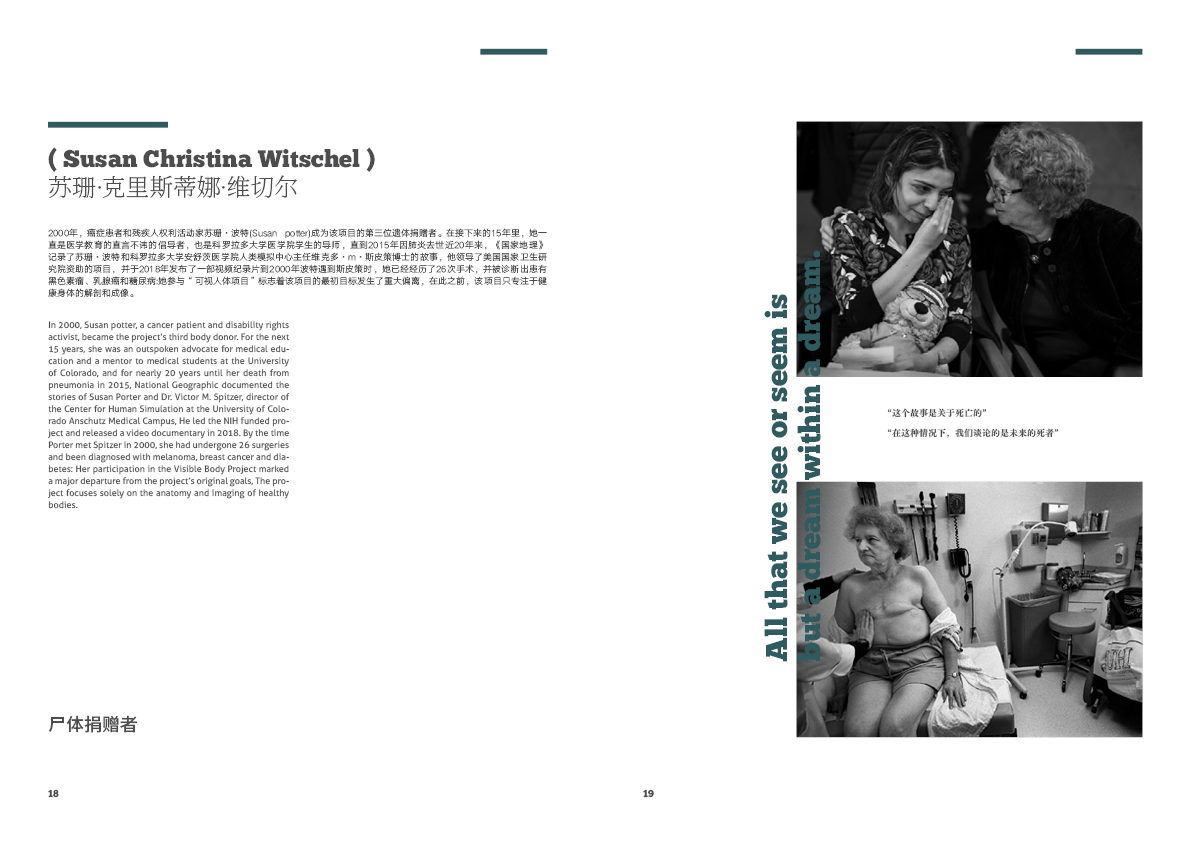 ( Susan Christina Witschel )
苏珊·克里斯蒂娜·维切尔
2000年，癌症患者和残疾人权利活动家苏珊·波特(Susan potter)成为该项目的第三位遗体捐赠者。在接下来的15年里，她一
直是医学教育的直言不讳的倡导者，也是科罗拉多大学医学院学生的导师，直到2015年因肺炎去世近20年来，《国家地理》
记录了苏珊·波特和科罗拉多大学安舒茨医学院人类模拟中心主任维克多·m·斯皮策博士的故事，他领导了美国国家卫生研
究院资助的项目，并于2018年发布了一部视频纪录片到2000年波特遇到斯皮策时，她已经经历了26次手术，并被诊断出患有
黑色素瘤、乳腺癌和糖尿病:她参与“可视人体项目”标志着该项目的最初目标发生了重大偏离，在此之前，该项目只专注于健
康身体的解剖和成像。
In 2000, Susan potter, a cancer patient and disability rights
activist, became the project's third body donor. For the next
15 years, she was an outspoken advocate for medical edu-
cation and a mentor to medical students at the University
of Colorado, and for nearly 20 years until her death from
pneumonia in 2015, National Geographic documented the
stories of Susan Porter and Dr. Victor M. Spitzer, director of
the Center for Human Simulation at the University of Colo-
rado Anschutz Medical Campus, He led the NIH funded pro-
ject and released a video documentary in 2018. By the time
Porter met Spitzer in 2000, she had undergone 26 surgeries
and been diagnosed with melanoma, breast cancer and dia-
betes: Her participation in the Visible Body Project marked
a major departure from the project's original goals, The pro-
ject focuses solely on the anatomy and imaging of healthy
bodies.
尸体捐赠者
18
All that we see or seem is
but a dream within a dream.
“这个故事是关于死亡的”
“在这种情况下，我们谈论的是未来的死者”
19